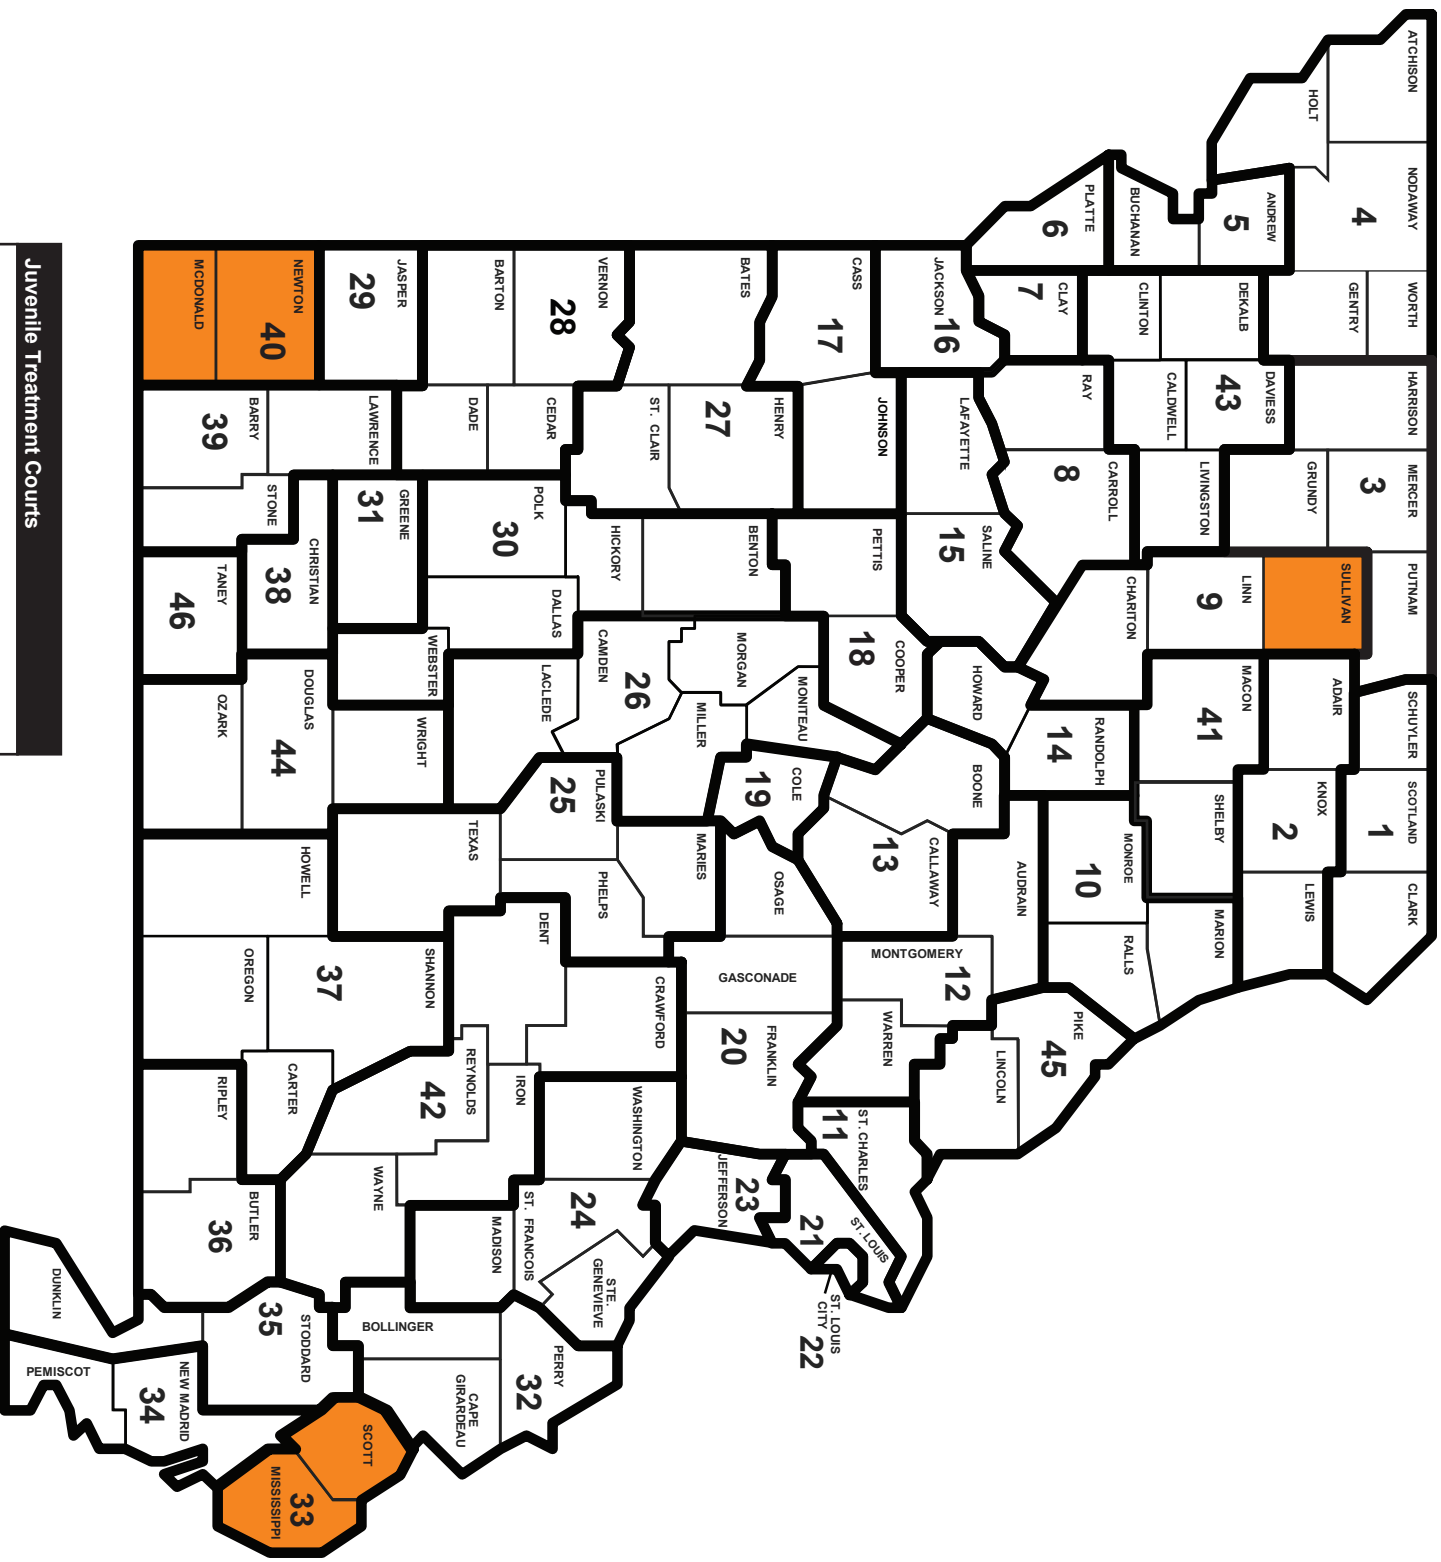 ATCHISON
NODAWAY
WORTH
HARRISON
MERCER
PUTNAM
SCHUYLER
SCOTLAND
CLARK
4
3
1
HOLT
GENTRY
GRUNDY
SULLIVAN
ADAIR
KNOX
LEWIS
2
ANDREW
5
DEKALB
DAVIESS
43
LIVINGSTON
LINN
9
MACON
41
SHELBY
MARION
BUCHANAN
CLINTON
CALDWELL
CARROLL
CHARITON
RANDOLPH
14
MONROE
10
RALLS
PLATTE
6
CLAY
7
RAY
8
HOWARD
AUDRAIN
PIKE
45
JACKSON
16
LAFAYETTE
SALINE
15
COOPER
18
BOONE
CALLAWAY
13
MONTGOMERY
12
WARREN
LINCOLN
CASS
17
JOHNSON
PETTIS
MONITEAU
COLE
19
OSAGE
GASCONADE
FRANKLIN
20
ST. CHARLES
11
ST. LOUIS
21
ST. LOUIS
CITY
22
BATES
HENRY
27
BENTON
MORGAN
MILLER
MARIES
JEFFERSON
23
VERNON
28
ST. CLAIR
HICKORY
CAMDEN
26
PULASKI
25
PHELPS
CRAWFORD
WASHINGTON
24
ST. FRANCOIS
STE.
GENEVIEVE
BARTON
CEDAR
DADE
POLK
30
DALLAS
LACLEDE
TEXAS
DENT
IRON
REYNOLDS
42
MADISON
PERRY
32
JASPER
29
LAWRENCE
GREENE
31
WEBSTER
WRIGHT
SHANNON
37
WAYNE
BOLLINGER
CAPE
GIRARDEAU
NEWTON
40
MCDONALD
BARRY
39
STONE
CHRISTIAN
38
TANEY
46
DOUGLAS
44
OZARK
HOWELL
OREGON
CARTER
RIPLEY
BUTLER
36
STODDARD
35
SCOTT
MISSISSIPPI
33
NEW MADRID
34
DUNKLIN
PEMISCOT
Juvenile Treatment Courts